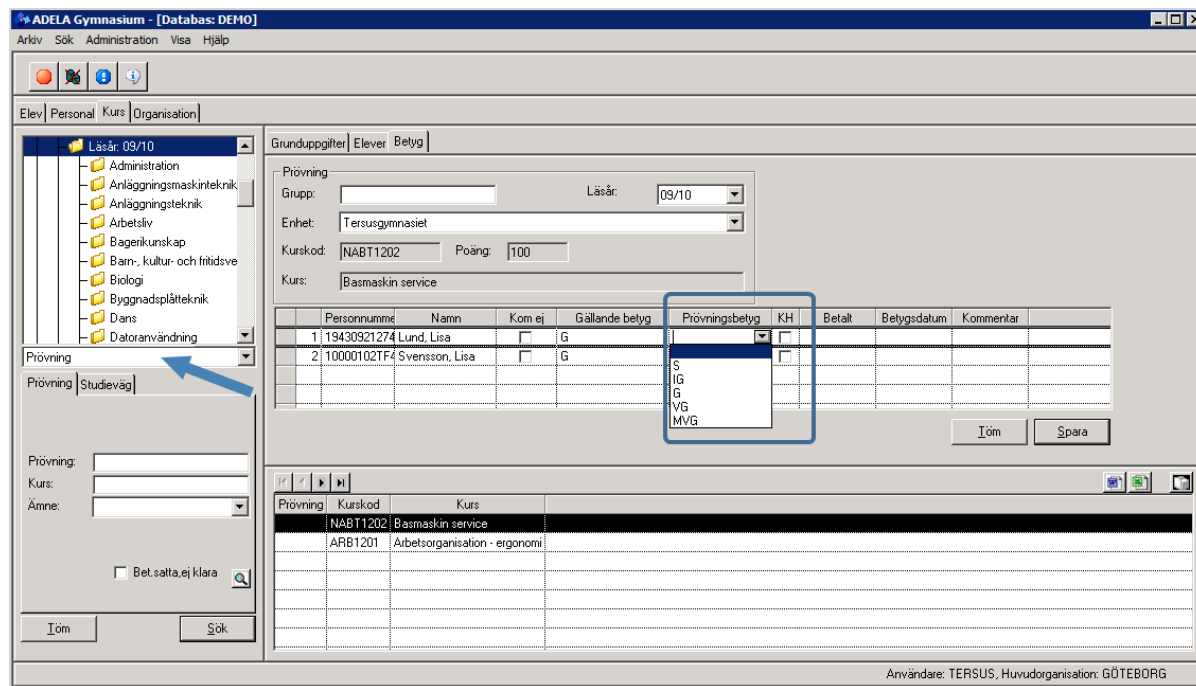 ADELA Gymnasium - [Databas: DEMO]
Arkiv Sök Administration Visa Hjälp
Elev Personal Kurs Organisation
Läsår: 09/10
Administration
Anläggningsmaskinteknik
Anläggningsteknik
Arbetsliv
Bagerikunskap
Barn-, kultur- och fritidsve
Biologi
Byggnadsplåtteknik
Dans
Datoranvändning
Prövning
Prövning Studieväg
Prövning:
Kurs:
Ämne:
Bet.satta,ej klara
Töm Sök
Grunduppgifter Elever Betyg
Prövning
Grupp: Läsår: 09/10
Enhet: Tersusgymnasiet
Kurskod: NABT1202 Poäng: 100
Kurs: Basmaskin service
Personnumme Namn Kom ej Gällande betyg Prövningsbetyg KH Betalt Betygsdatum Kommentar
1 19430921274 Lund, Lisa G
2 10000102TF4 Svensson, Lisa G
S
IG
G
VG
MVG
Töm Spara
Prövning Kurskod Kurs
NABT1202 Basmaskin service
ARB1201 Arbetsorganisation - ergonomi
Användare: TERSUS, Huvudorganisation: GÖTEBORG